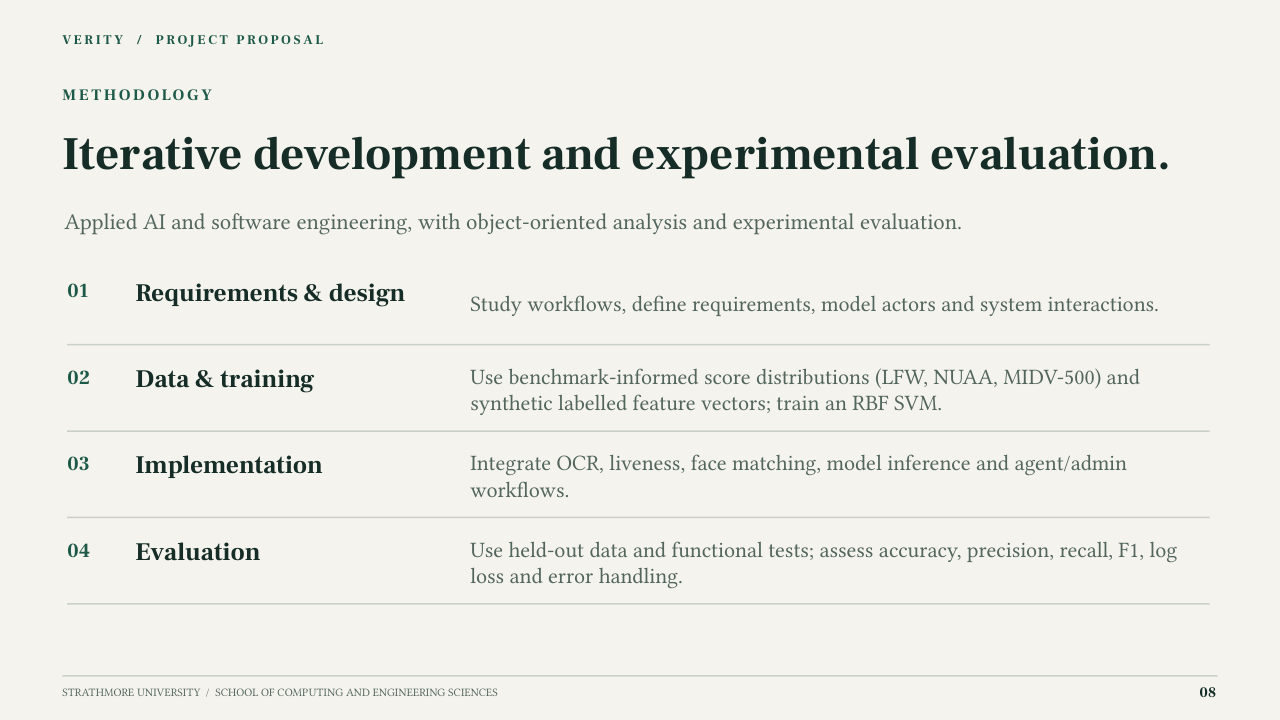 VERITY / PROJECT PROPOSAL
METHODOLOGY
Iterative development and experimental evaluation.
Applied AI and software engineering, with object-oriented analysis and experimental evaluation.
01 Requirements & design
Study workflows, define requirements, model actors and system interactions.
02 Data & training
Use benchmark-informed score distributions (LFW, NUAA, MIDV-500) and
synthetic labelled feature vectors; train an RBF SVM.
03 Implementation
Integrate OCR, liveness, face matching, model inference and agent/admin
workflows.
04 Evaluation
Use held-out data and functional tests; assess accuracy, precision, recall, F1, log
loss and error handling.
STRATHMORE UNIVERSITY / SCHOOL OF COMPUTING AND ENGINEERING SCIENCES
08